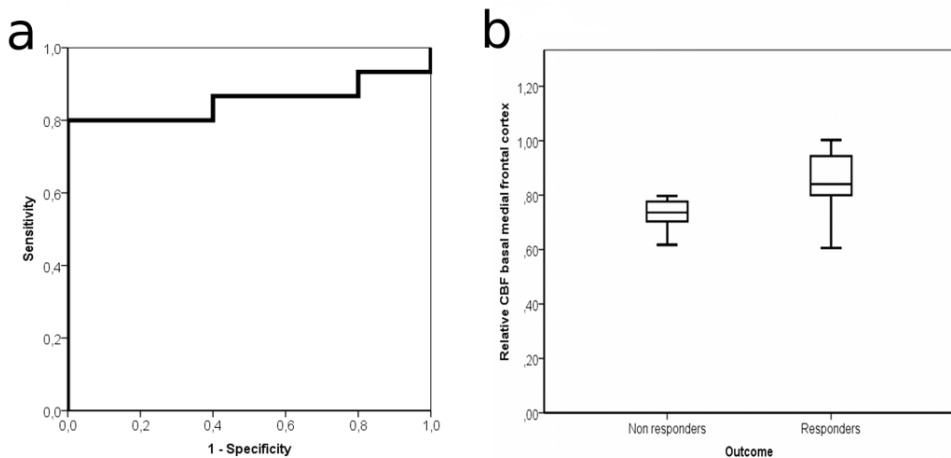 a
1,0
0,8
0,6
0,4
0,2
0,0
0,0 0,2 0,4 0,6 0,8 1,0
Sensitivity
1 - Specificity
b
1,20
1,00
,80
,60
,40
,20
,00
Relative CBF basal medial frontal cortex
Non responders Responders
Outcome